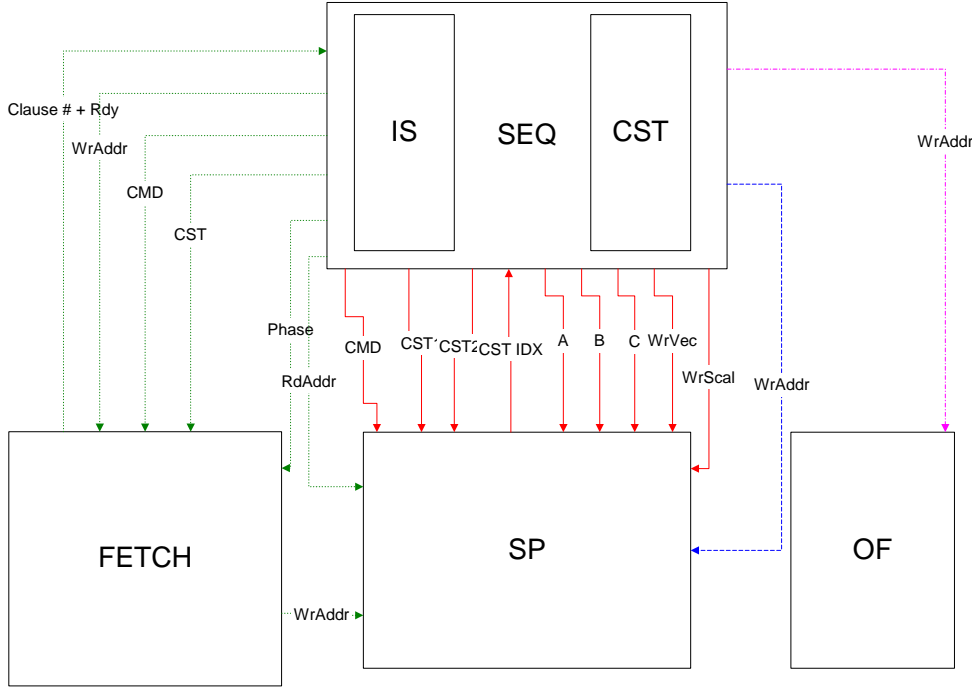 IS
SEQ
CST
Clause # + Rdy
WrAddr
WrAddr
CMD
CST
Phase
CMD
CST1
CST2
CST IDX
A
B
C
WrVec
RdAddr
WrScal
WrAddr
FETCH
SP
OF
WrAddr